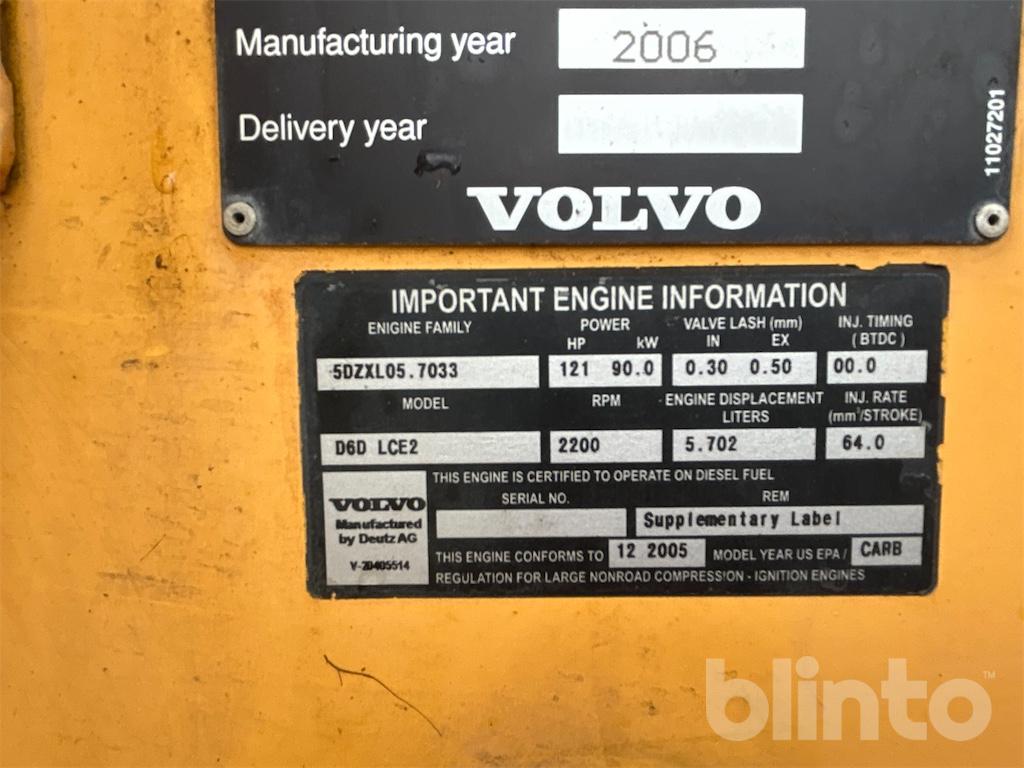 Manufacturing year 2006
Delivery year
11027201
VOLVO
IMPORTANT ENGINE INFORMATION
ENIGINE FAMILY POWER VALVE LASH (mm) INJ. TIMING
HP kW IN EX (BTDC)
5DZXL05.7033 121 90.0 0.30 0.50 00.0
MODEL RPM ENGINE DISPLACEMENT INJ. RATE
LITERS (mm³/STROKE)
D6D LCE2 2200 5.702 64.0
THIS ENGINE IS CERTIFIED TO OPERATE ON DIESEL FUEL
SERIAL NO. REM
VOLVO
Manufactured
by Deutz AG
V-20405514
Supplementary Label
THIS ENGINE CONFORMS TO 12 2005 MODEL YEAR US EPA / CARB
REGULATION FOR LARGE NONROAD COMPRESSION - IGNITION ENGINES
blinto™